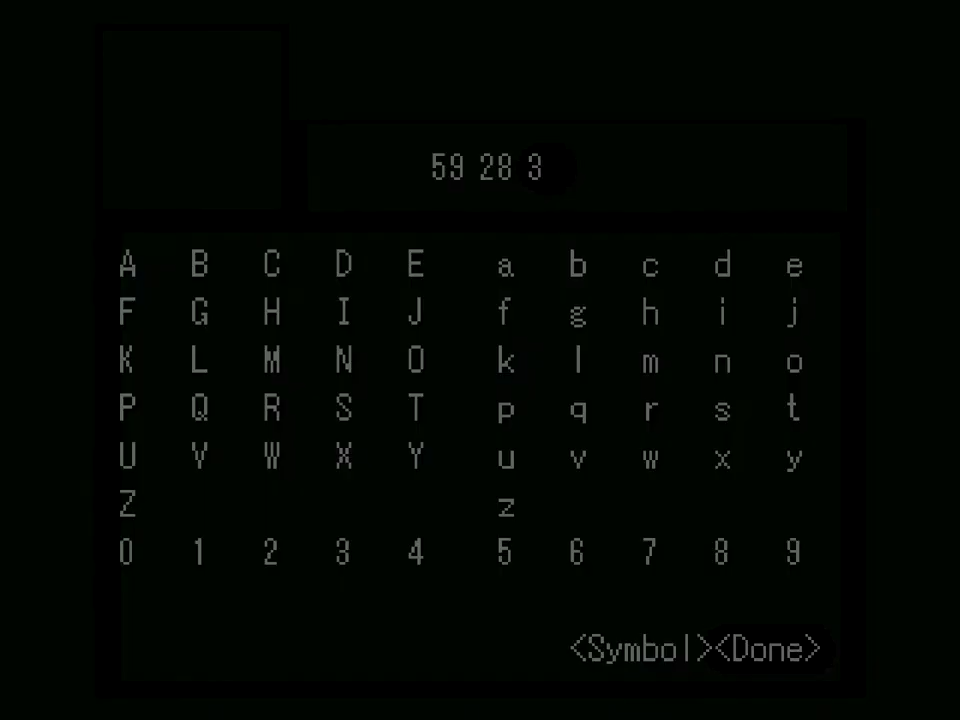 59 28 3
A B C D E a b c d e
F G H I J f g h i j
K L M N O k l m n o
P Q R S T p q r s t
U V W X Y u v w x y
Z z
0 1 2 3 4 5 6 7 8 9
<Symbol><Done>